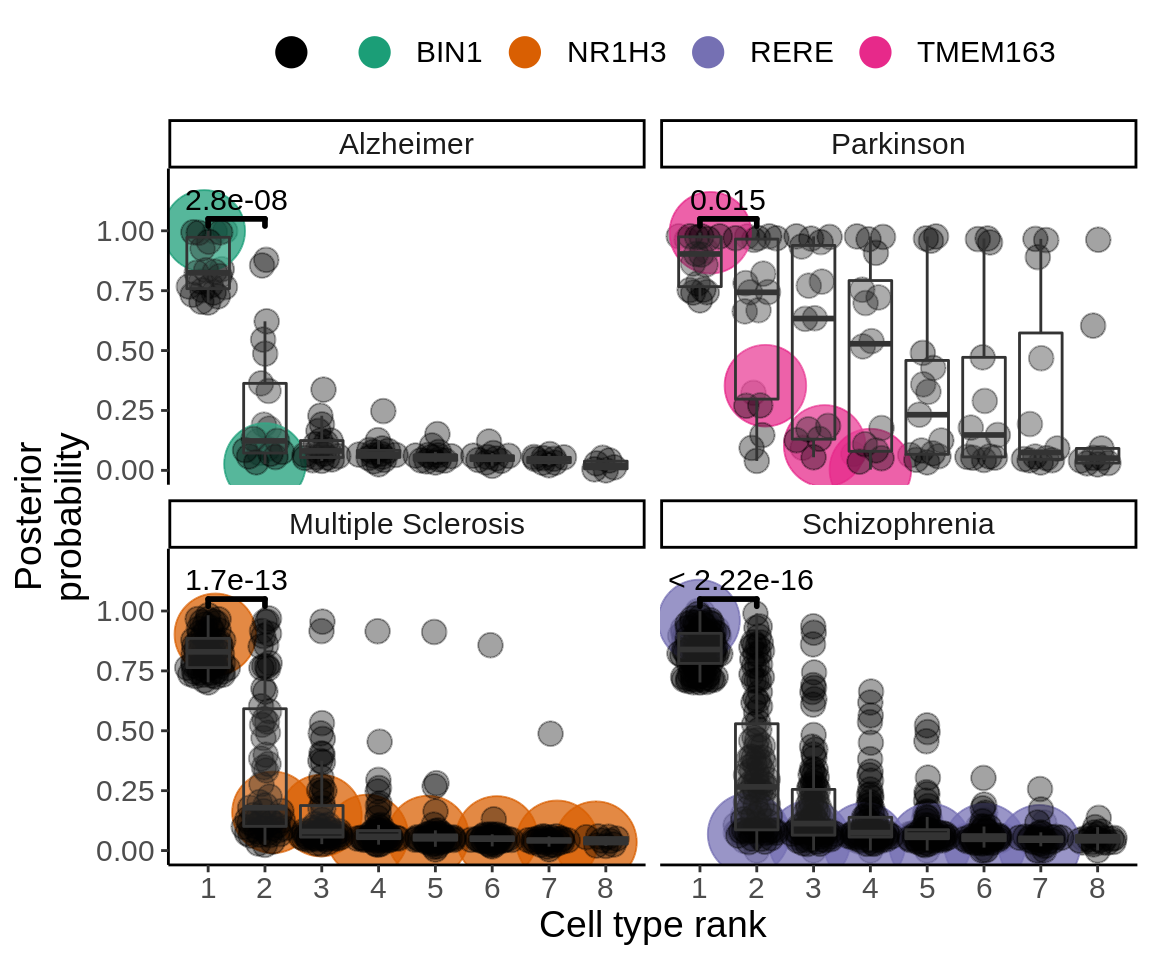 BIN1 NR1H3 RERE TMEM163
Alzheimer Parkinson
2.8e-08 0.015
1.00
0.75
0.50
0.25
0.00
Posterior
probability
Multiple Sclerosis Schizophrenia
1.7e-13 < 2.22e-16
1.00
0.75
0.50
0.25
0.00
1 2 3 4 5 6 7 8 1 2 3 4 5 6 7 8
Cell type rank